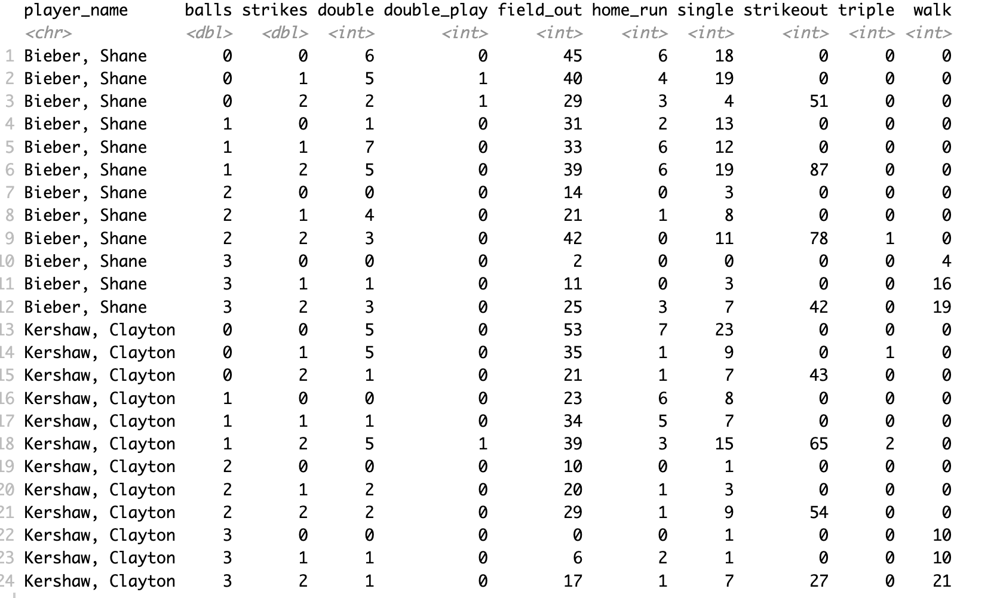 player_name balls strikes double double_play field_out home_run single strikeout triple walk
<chr> <dbl> <dbl> <int> <int> <int> <int> <int> <int> <int> <int>
1 Bieber, Shane 0 0 6 0 45 6 18 0 0 0
2 Bieber, Shane 0 1 5 1 40 4 19 0 0 0
3 Bieber, Shane 0 2 2 1 29 3 4 51 0 0
4 Bieber, Shane 1 0 1 0 31 2 13 0 0 0
5 Bieber, Shane 1 1 7 0 33 6 12 0 0 0
6 Bieber, Shane 1 2 5 0 39 6 19 87 0 0
7 Bieber, Shane 2 0 0 0 14 0 3 0 0 0
8 Bieber, Shane 2 1 4 0 21 1 8 0 0 0
9 Bieber, Shane 2 2 3 0 42 0 11 78 1 0
10 Bieber, Shane 3 0 0 0 2 0 0 0 0 4
11 Bieber, Shane 3 1 1 0 11 0 3 0 0 16
12 Bieber, Shane 3 2 3 0 25 3 7 42 0 19
13 Kershaw, Clayton 0 0 5 0 53 7 23 0 0 0
14 Kershaw, Clayton 0 1 5 0 35 1 9 0 1 0
15 Kershaw, Clayton 0 2 1 0 21 1 7 43 0 0
16 Kershaw, Clayton 1 0 0 0 23 6 8 0 0 0
17 Kershaw, Clayton 1 1 1 0 34 5 7 0 0 0
18 Kershaw, Clayton 1 2 5 1 39 3 15 65 2 0
19 Kershaw, Clayton 2 0 0 0 10 0 1 0 0 0
20 Kershaw, Clayton 2 1 2 0 20 1 3 0 0 0
21 Kershaw, Clayton 2 2 2 0 29 1 9 54 0 0
22 Kershaw, Clayton 3 0 0 0 0 0 1 0 0 10
23 Kershaw, Clayton 3 1 1 0 6 2 1 0 0 10
24 Kershaw, Clayton 3 2 1 0 17 1 7 27 0 21